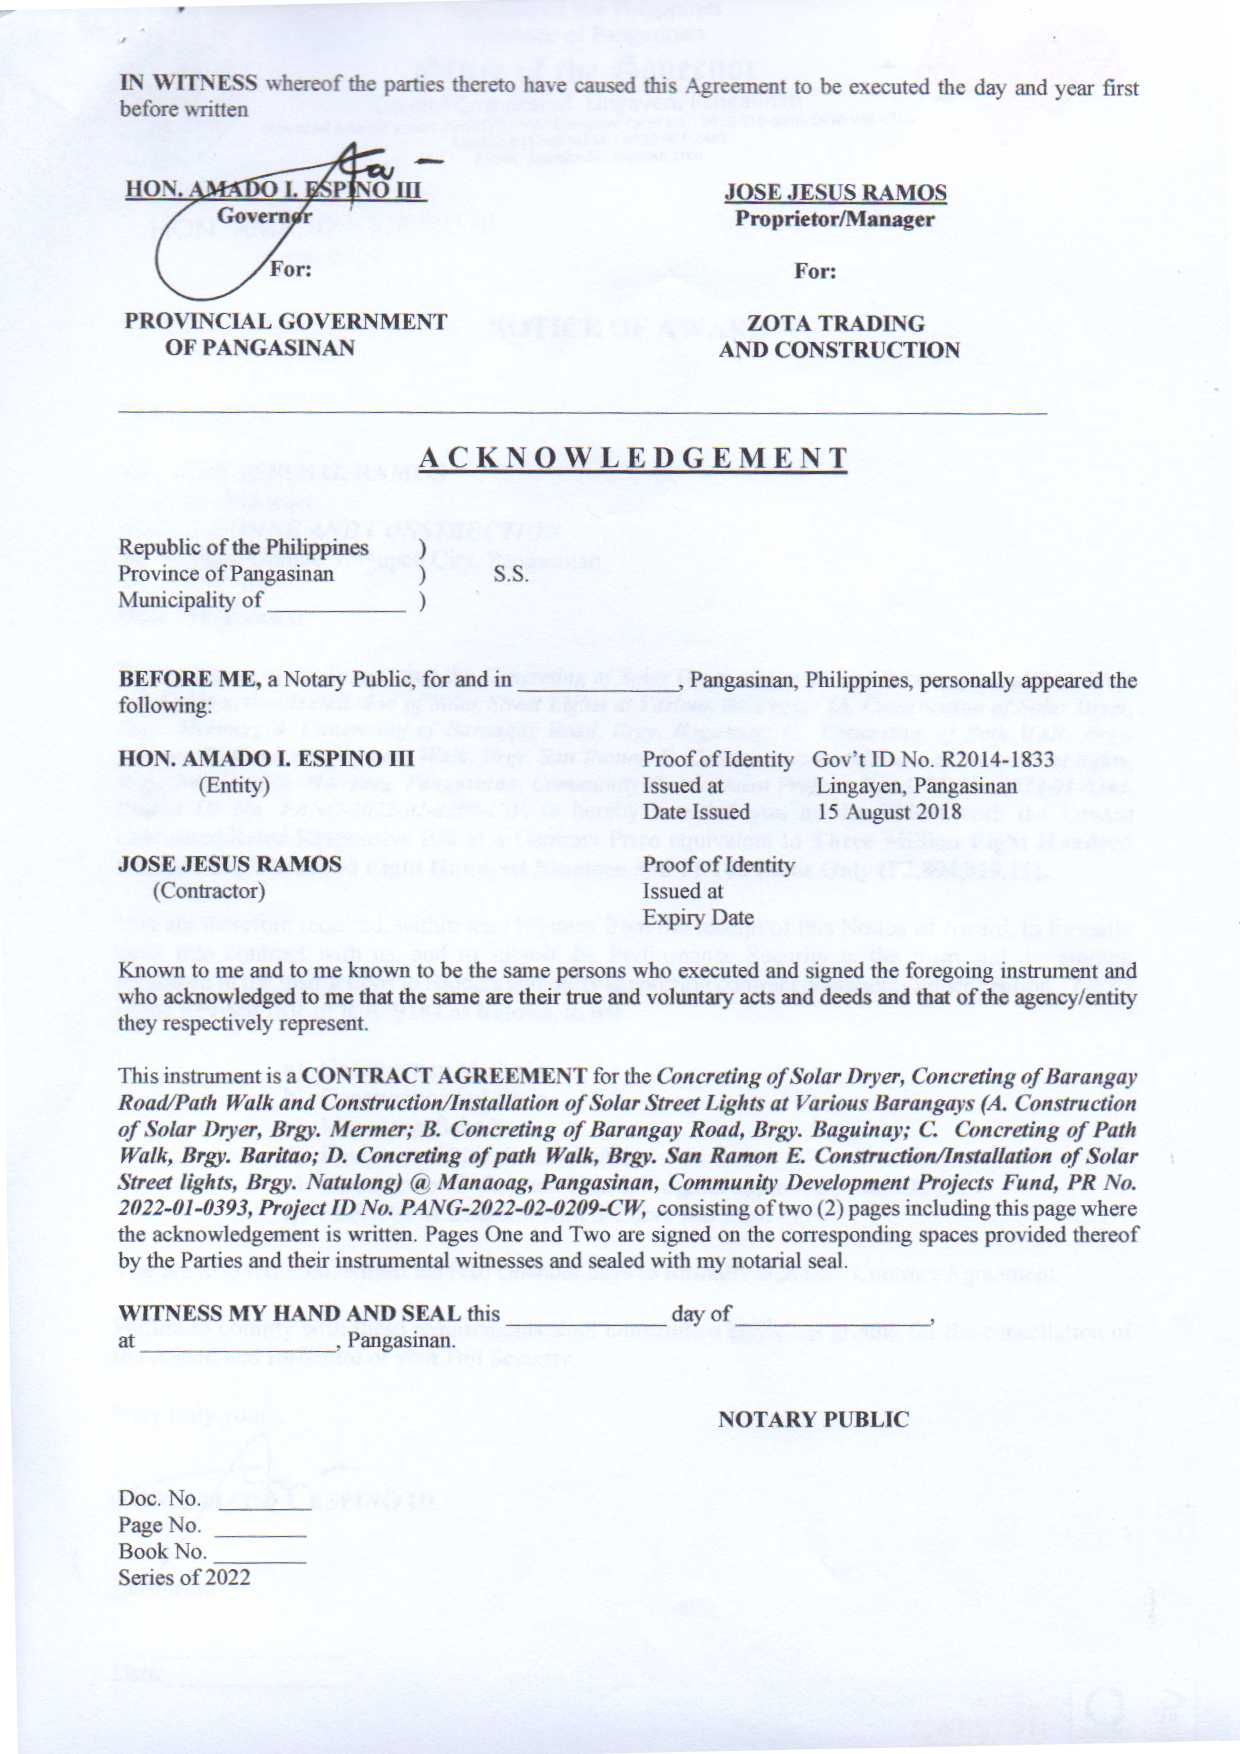 IN WITNESS whereof the parties thereto have caused this Agreement to be executed the day and year first
before written
HON. AMADO I. ESPINO III
Governor
For:
PROVINCIAL GOVERNMENT
OF PANGASINAN
JOSE JESUS RAMOS
Proprietor/Manager
For:
ZOTA TRADING
AND CONSTRUCTION
ACKNOWLEDGEMENT
Republic of the Philippines )
Province of Pangasinan ) S.S.
Municipality of ____________ )
BEFORE ME, a Notary Public, for and in ______________, Pangasinan, Philippines, personally appeared the
following:
HON. AMADO I. ESPINO III Proof of Identity Gov't ID No. R2014-1833
(Entity) Issued at Lingayen, Pangasinan
Date Issued 15 August 2018
JOSE JESUS RAMOS Proof of Identity
(Contractor) Issued at
Expiry Date
Known to me and to me known to be the same persons who executed and signed the foregoing instrument and
who acknowledged to me that the same are their true and voluntary acts and deeds and that of the agency/entity
they respectively represent.
This instrument is a CONTRACT AGREEMENT for the Concreting of Solar Dryer, Concreting of Barangay
Road/Path Walk and Construction/Installation of Solar Street Lights at Various Barangays (A. Construction
of Solar Dryer, Brgy. Mermer; B. Concreting of Barangay Road, Brgy. Baguinay; C. Concreting of Path
Walk, Brgy. Baritao; D. Concreting of path Walk, Brgy. San Ramon E. Construction/Installation of Solar
Street lights, Brgy. Natulong) @ Manaoag, Pangasinan, Community Development Projects Fund, PR No.
2022-01-0393, Project ID No. PANG-2022-02-0209-CW, consisting of two (2) pages including this page where
the acknowledgement is written. Pages One and Two are signed on the corresponding spaces provided thereof
by the Parties and their instrumental witnesses and sealed with my notarial seal.
WITNESS MY HAND AND SEAL this ______________ day of _________________,
at _________________, Pangasinan.
NOTARY PUBLIC
Doc. No. ________
Page No. ________
Book No. ________
Series of 2022